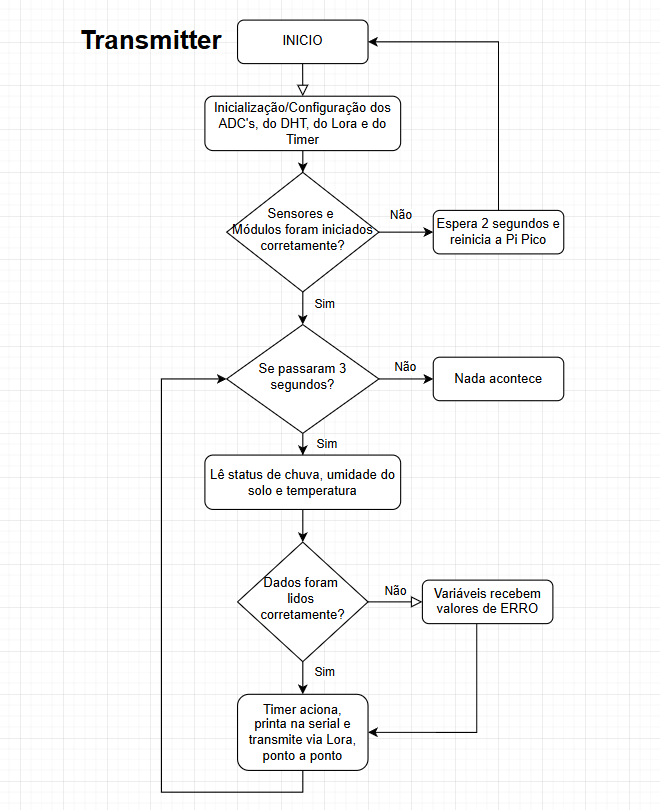 Transmitter
INICIO
Inicialização/Configuração dos
ADC's, do DHT, do Lora e do
Timer
Sensores e
Módulos foram iniciados
corretamente?
Não
Espera 2 segundos e
reinicia a Pi Pico
Sim
Se passaram 3
segundos?
Não
Nada acontece
Sim
Lê status de chuva, umidade do
solo e temperatura
Dados foram
lidos
corretamente?
Não
Variáveis recebem
valores de ERRO
Sim
Timer aciona,
printa na serial e
transmite via Lora,
ponto a ponto